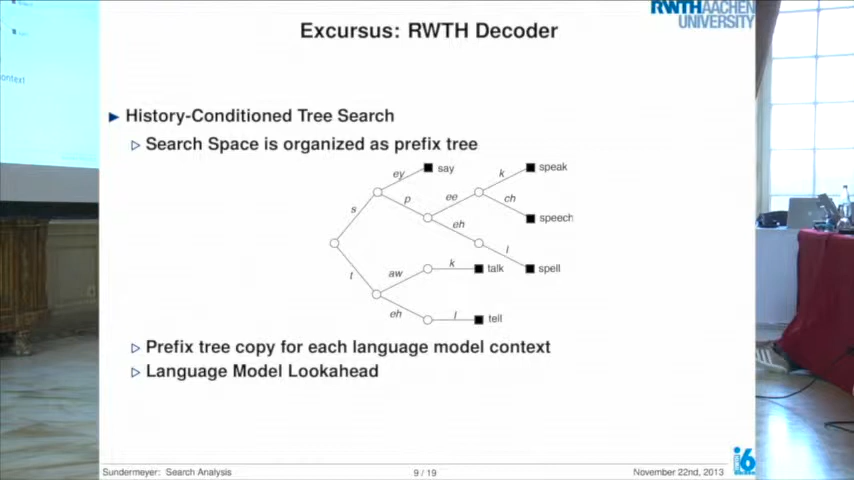 RWTHAACHEN
UNIVERSITY
Excursus: RWTH Decoder
ontext
History-Conditioned Tree Search
Search Space is organized as prefix tree
ey
say
k
speak
s
p
ee
ch
speech
eh
l
spell
t
aw
k
talk
eh
l
tell
Prefix tree copy for each language model context
Language Model Lookahead
Sundermeyer: Search Analysis
9 / 19
November 22nd, 2013
i6